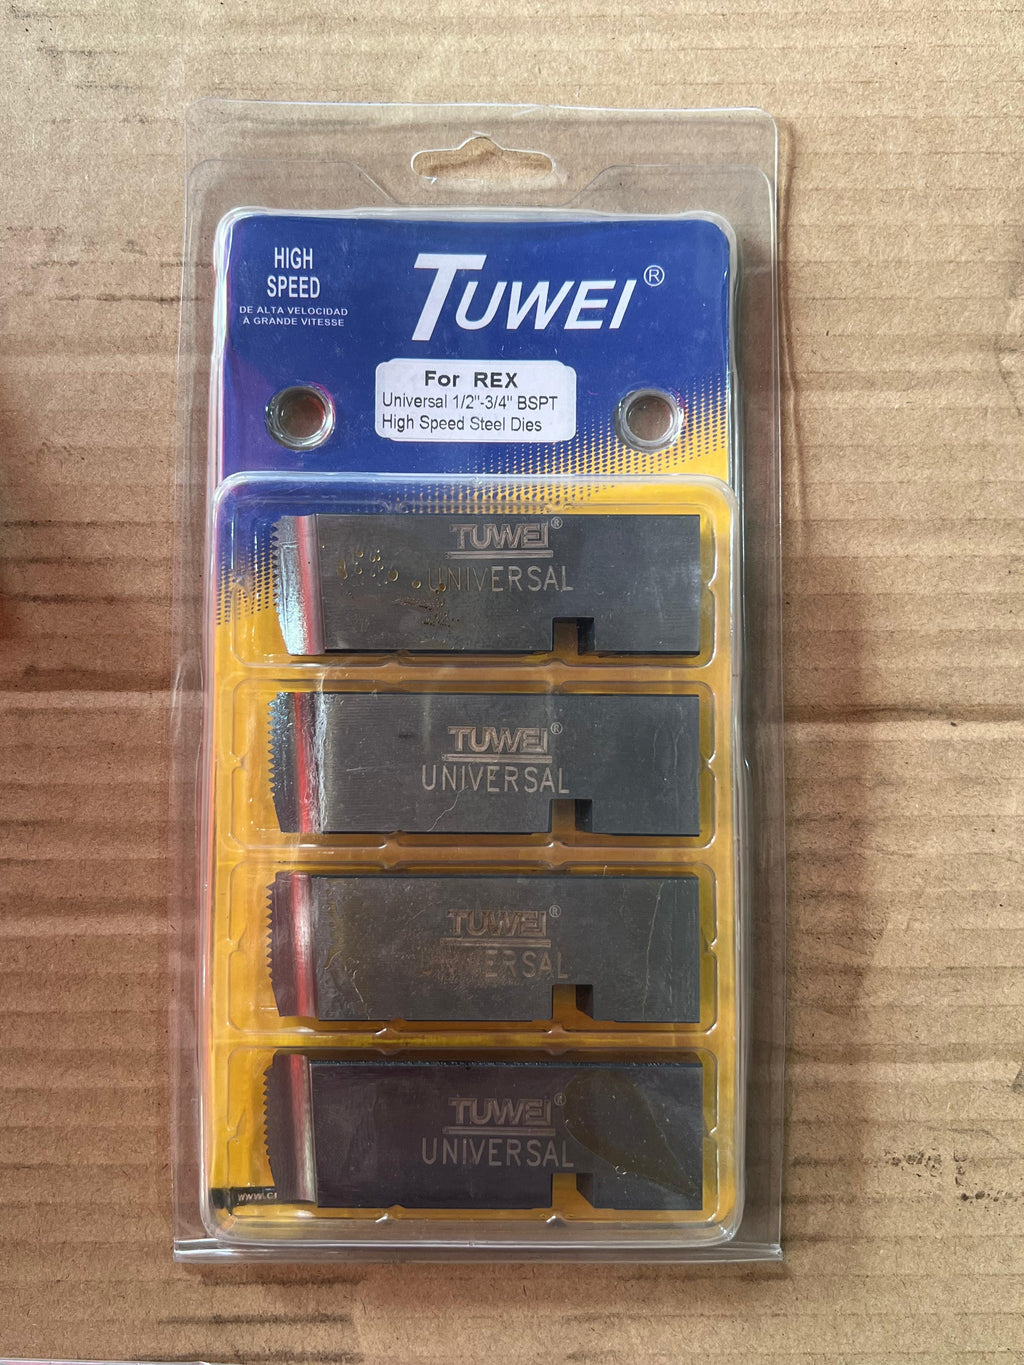 HIGH
SPEED
DE ALTA VELOCIDAD
À GRANDE VITESSE
TUWEI®
For REX
Universal 1/2"-3/4" BSPT
High Speed Steel Dies
TUWEI®
UNIVERSAL
TUWEI®
UNIVERSAL
TUWEI®
UNIVERSAL
TUWEI®
UNIVERSAL